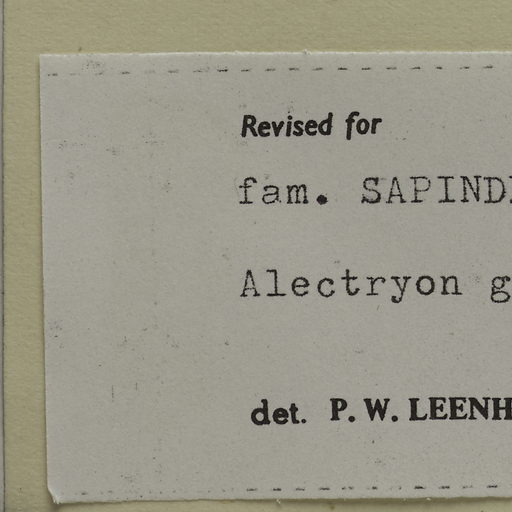 Revised for
fam. SAPIND
Alectryon g
det. P. W. LEENH